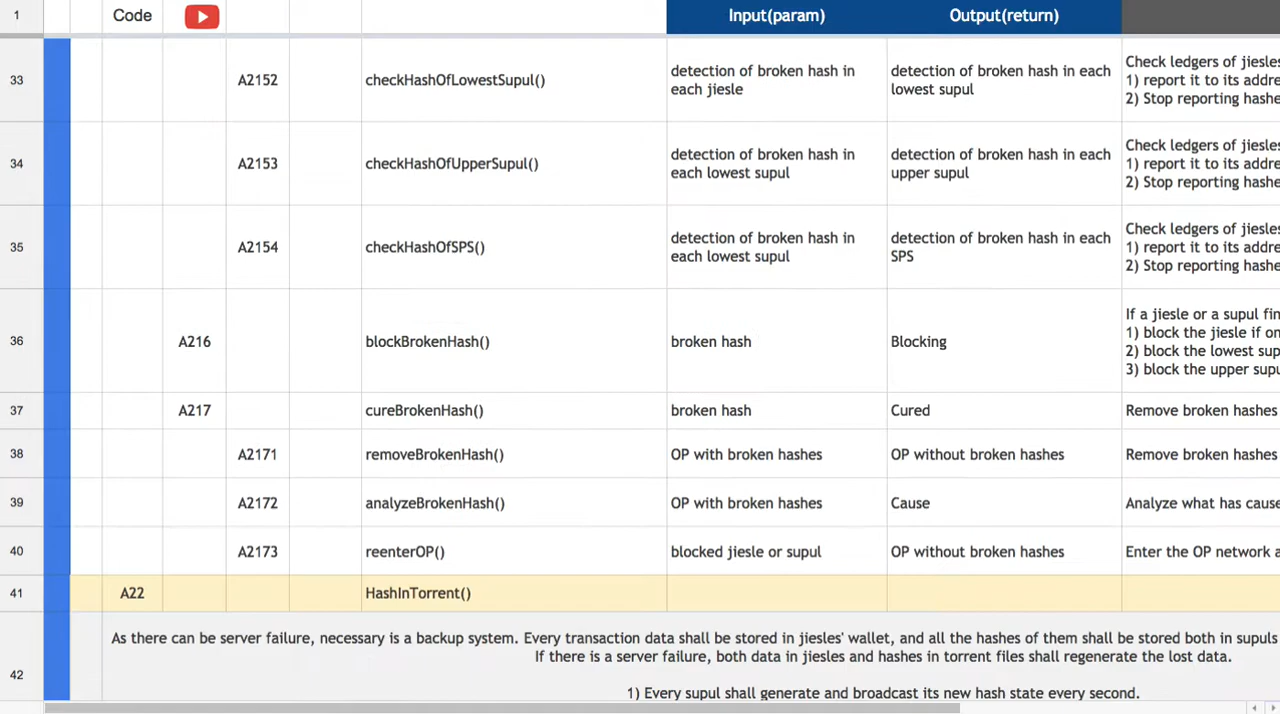 1 Code Input(param) Output(return)
33 A2152 checkHashOfLowestSupul() detection of broken hash in each jiesle detection of broken hash in each lowest supul Check ledgers of jiesles
1) report it to its addre
2) Stop reporting hashe
34 A2153 checkHashOfUpperSupul() detection of broken hash in each lowest supul detection of broken hash in each upper supul Check ledgers of jiesles
1) report it to its addre
2) Stop reporting hashe
35 A2154 checkHashOfSPS() detection of broken hash in each lowest supul detection of broken hash in each SPS Check ledgers of jiesles
1) report it to its addre
2) Stop reporting hashe
36 A216 blockBrokenHash() broken hash Blocking If a jiesle or a supul fin
1) block the jiesle if on
2) block the lowest sup
3) block the upper supu
37 A217 cureBrokenHash() broken hash Cured Remove broken hashes
38 A2171 removeBrokenHash() OP with broken hashes OP without broken hashes Remove broken hashes
39 A2172 analyzeBrokenHash() OP with broken hashes Cause Analyze what has cause
40 A2173 reenterOP() blocked jiesle or supul OP without broken hashes Enter the OP network a
41 A22 HashInTorrent()
42 As there can be server failure, necessary is a backup system. Every transaction data shall be stored in jiesles' wallet, and all the hashes of them shall be stored both in supuls
If there is a server failure, both data in jiesles and hashes in torrent files shall regenerate the lost data.
1) Every supul shall generate and broadcast its new hash state every second.